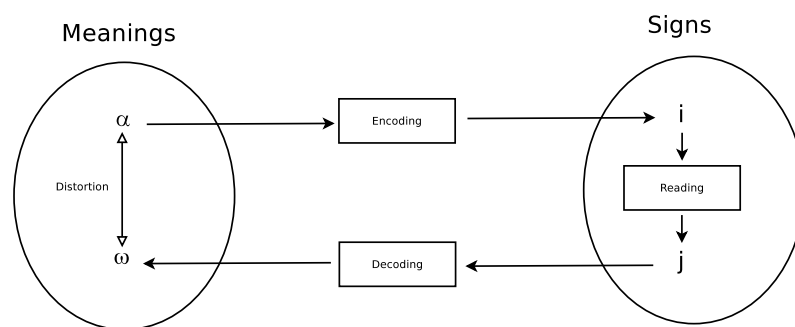 Meanings
Signs
α
Encoding
i
Distortion
Reading
ω
Decoding
j